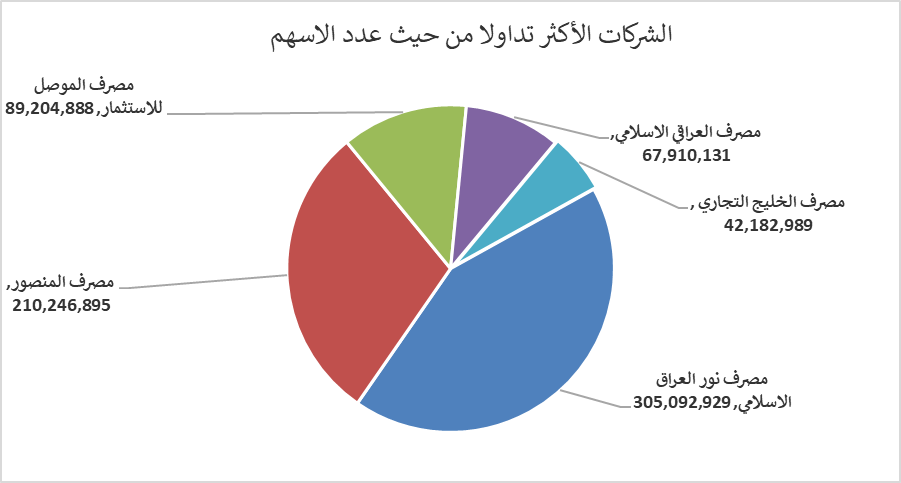 الشركات الأكثر تداولا من حيث عدد الاسهم
مصرف الموصل
للاستثمار, 89,204,888
مصرف العراقي الاسلامي,
67,910,131
مصرف الخليج التجاري ,
42,182,989
مصرف المنصور,
210,246,895
مصرف نور العراق
الاسلامي, 305,092,929